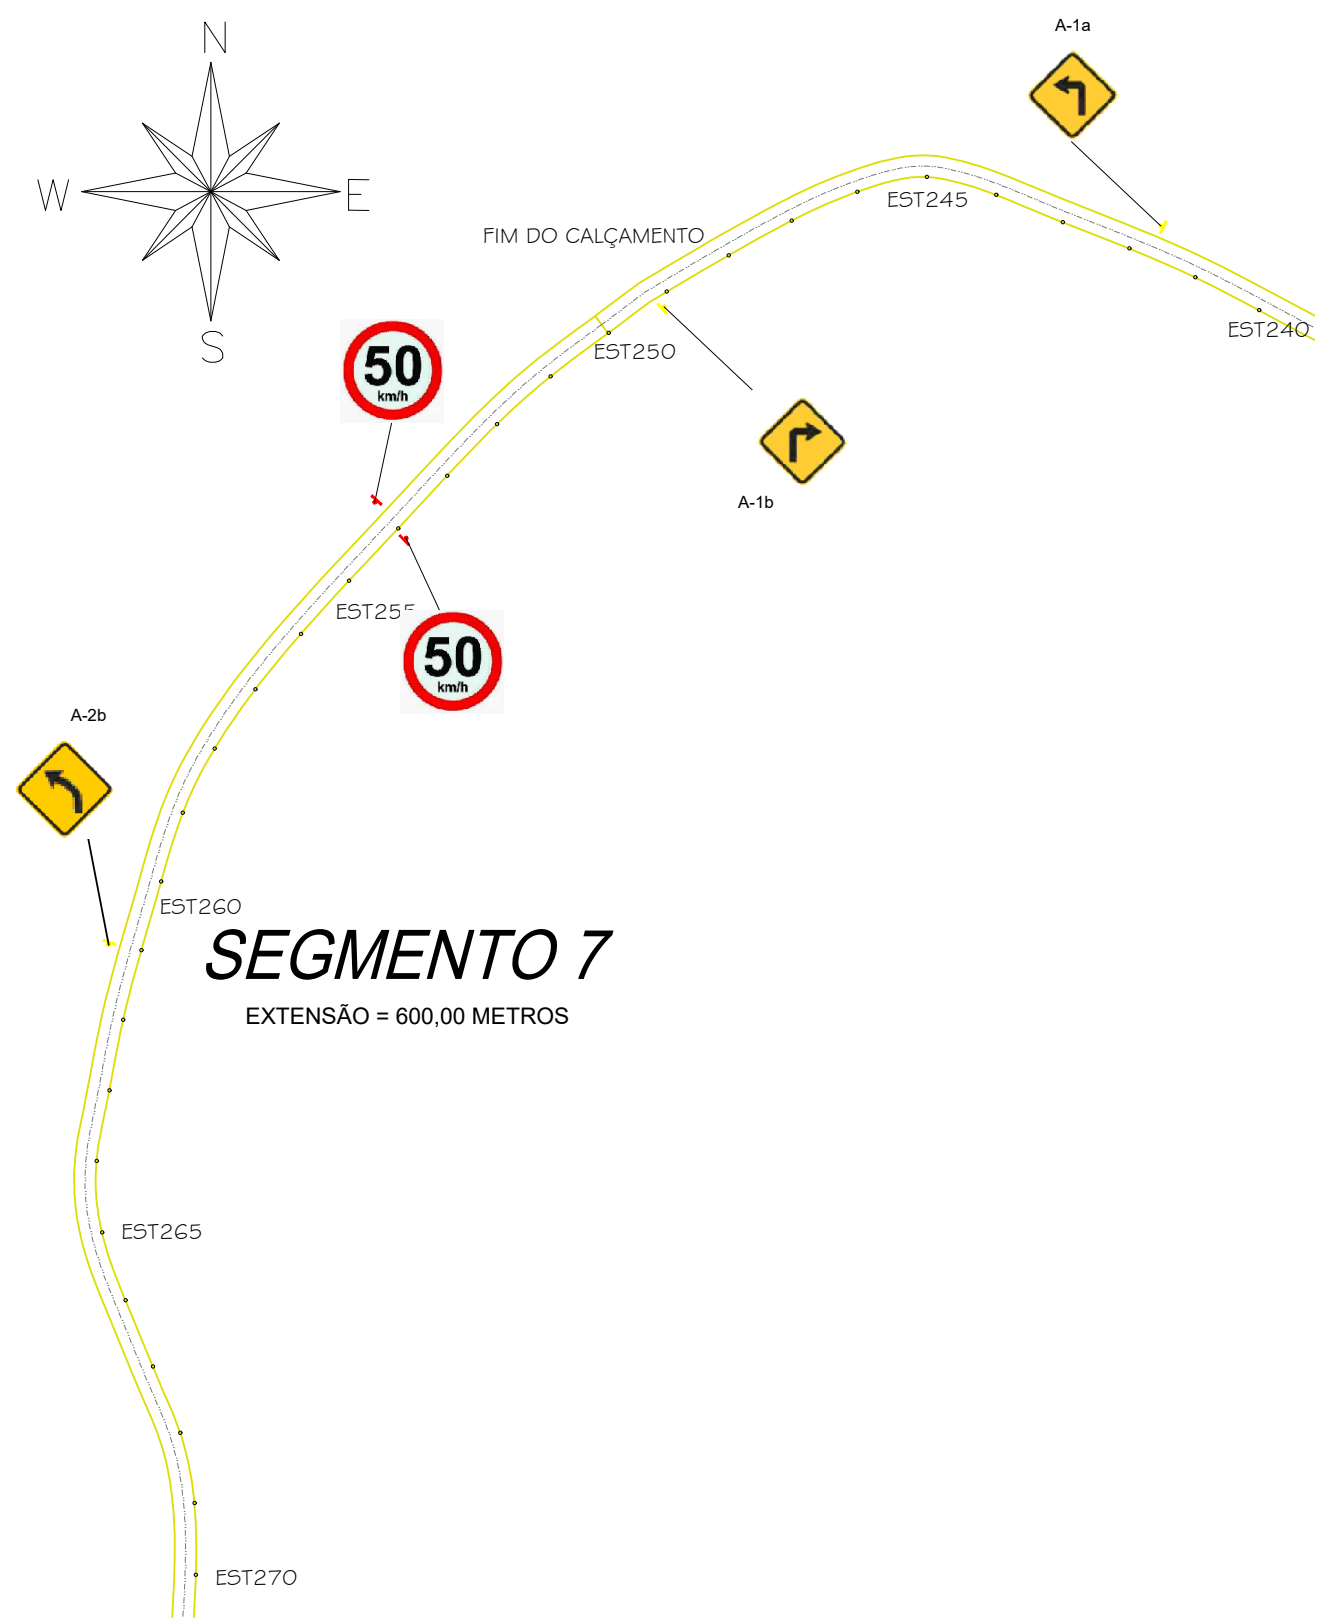 A-1a
N
W
E
S
EST245
FIM DO CALÇAMENTO
EST240
EST250
50
km/h
A-1b
EST255
50
km/h
A-2b
EST260
SEGMENTO 7
EXTENSÃO = 600,00 METROS
EST265
EST270